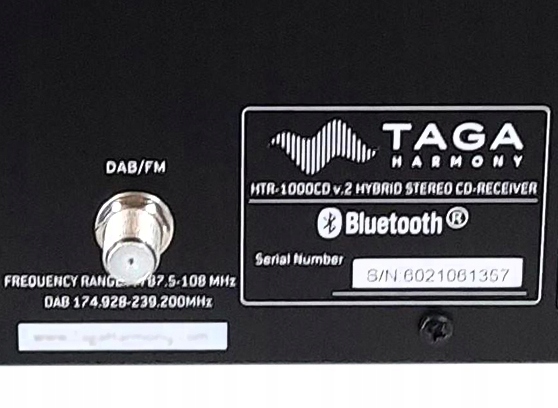 DAB/FM
FREQUENCY RANGE: 87.5-108 MHz
DAB 174.928-239.200MHz
TAGA
HARMONY
HTR-1000CD v.2 HYBRID STEREO CD-RECEIVER
Bluetooth®
Serial Number
S/N 6021061357